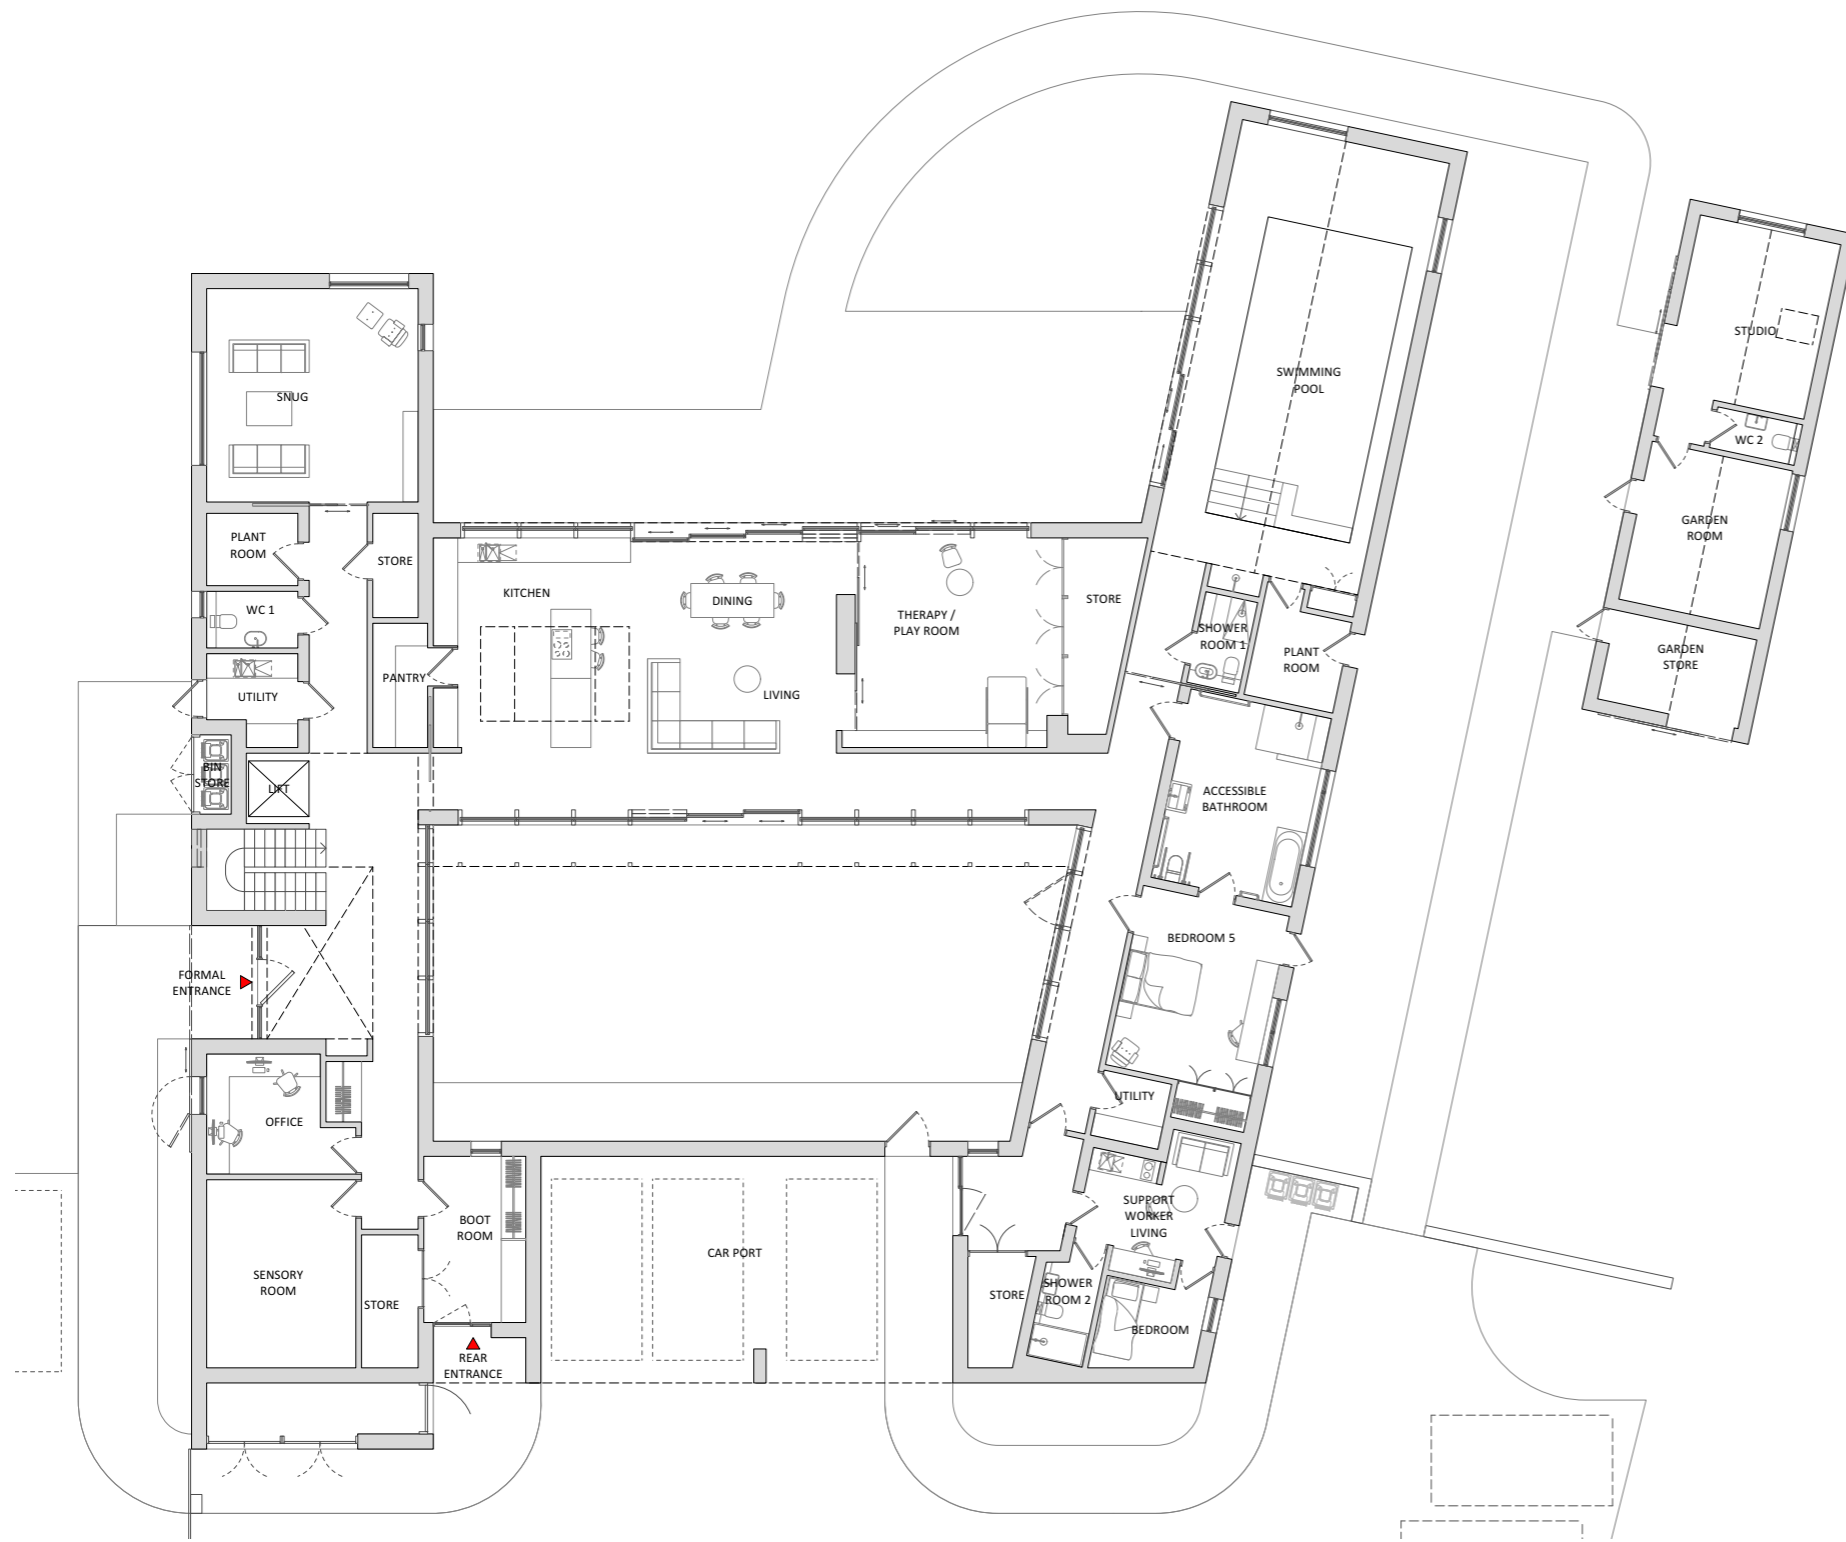 SNUG
PLANT
ROOM
STORE
WC 1
UTILITY
PANTRY
BIN
STORE
LIFT
KITCHEN
DINING
LIVING
THERAPY /
PLAY ROOM
STORE
SWIMMING
POOL
SHOWER
ROOM 1
PLANT
ROOM
STUDIO
WC 2
GARDEN
ROOM
GARDEN
STORE
ACCESSIBLE
BATHROOM
BEDROOM 5
UTILITY
FORMAL
ENTRANCE
OFFICE
SENSORY
ROOM
STORE
BOOT
ROOM
REAR
ENTRANCE
CAR PORT
SUPPORT
WORKER
LIVING
STORE
SHOWER
ROOM 2
BEDROOM